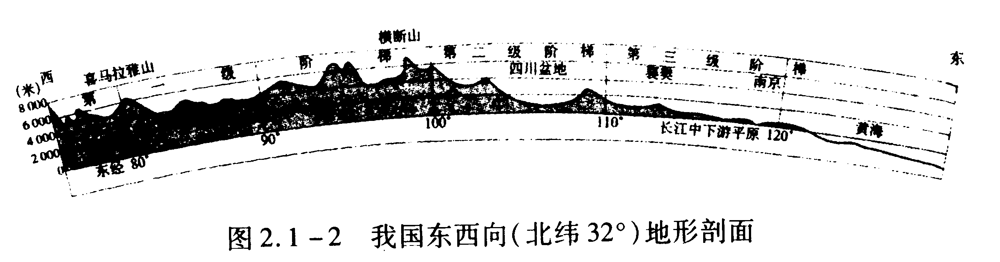 横断山
西 喜马拉雅山 东
第 一 级 阶 梯 第 二 级 阶 梯 第 三 级 阶 梯
四川盆地 襄樊 南京
(米)
8 000
6 000
4 000
2 000
0
东经 80° 90° 100° 110° 120°
长江中下游平原
黄海
图 2.1-2 我国东西向(北纬 32°)地形剖面